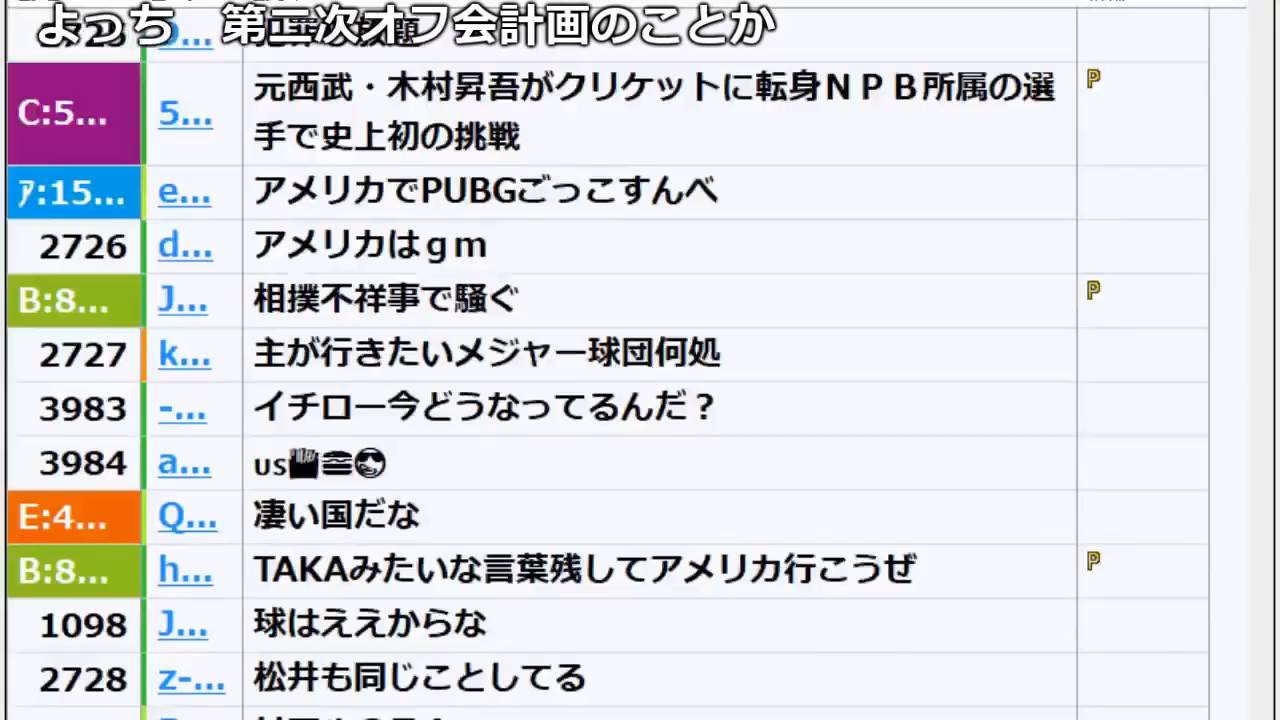 よっち　第二次オフ会計画のことか
C:5... 5... 元西武・木村昇吾がクリケットに転身ＮＰＢ所属の選 P
手で史上初の挑戦
ｱ:15... e... アメリカでPUBGごっこすんべ
2726 d... アメリカはｇｍ
B:8... J... 相撲不祥事で騒ぐ P
2727 k... 主が行きたいメジャー球団何処
3983 -... イチロー今どうなってるんだ？
3984 a... us🍟🍔😎
E:4... Q... 凄い国だな
B:8... h... TAKAみたいな言葉残してアメリカ行こうぜ P
1098 J... 球はええからな
2728 z-... 松井も同じことしてる